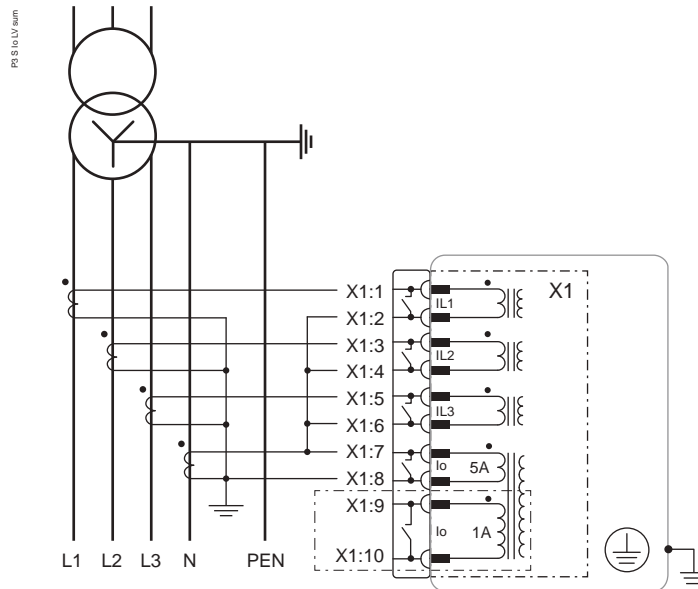 P3 S Io LV sum
X1:1
X1:2
X1:3
X1:4
X1:5
X1:6
X1:7
X1:8
X1:9
X1:10
IL1
IL2
IL3
Io 5A
Io 1A
X1
L1 L2 L3 N PEN